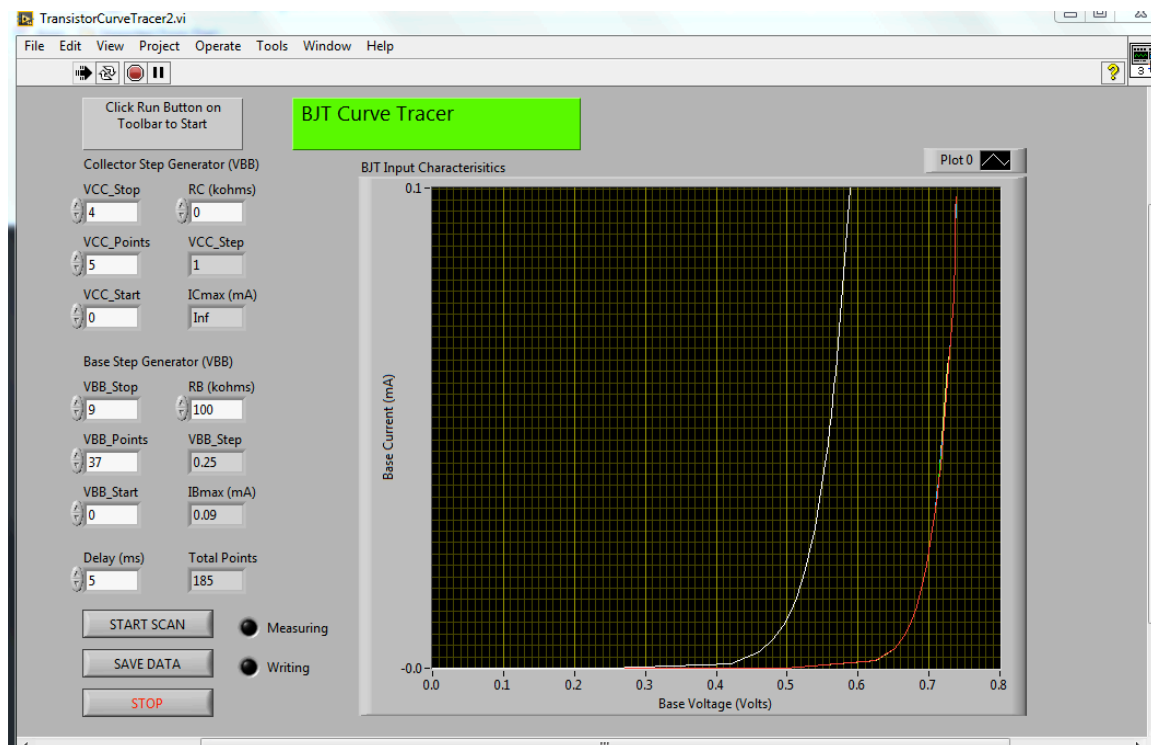 TransistorCurveTracer2.vi
File Edit View Project Operate Tools Window Help
Click Run Button on
Toolbar to Start
BJT Curve Tracer
Collector Step Generator (VBB)
VCC_Stop RC (kohms)
4 0
VCC_Points VCC_Step
5 1
VCC_Start ICmax (mA)
0 Inf
Base Step Generator (VBB)
VBB_Stop RB (kohms)
9 100
VBB_Points VBB_Step
37 0.25
VBB_Start IBmax (mA)
0 0.09
Delay (ms) Total Points
5 185
START SCAN Measuring
SAVE DATA Writing
STOP
BJT Input Characterisitics
Plot 0
0.1
Base Current (mA)
-0.0
0.0 0.1 0.2 0.3 0.4 0.5 0.6 0.7 0.8
Base Voltage (Volts)
?
3